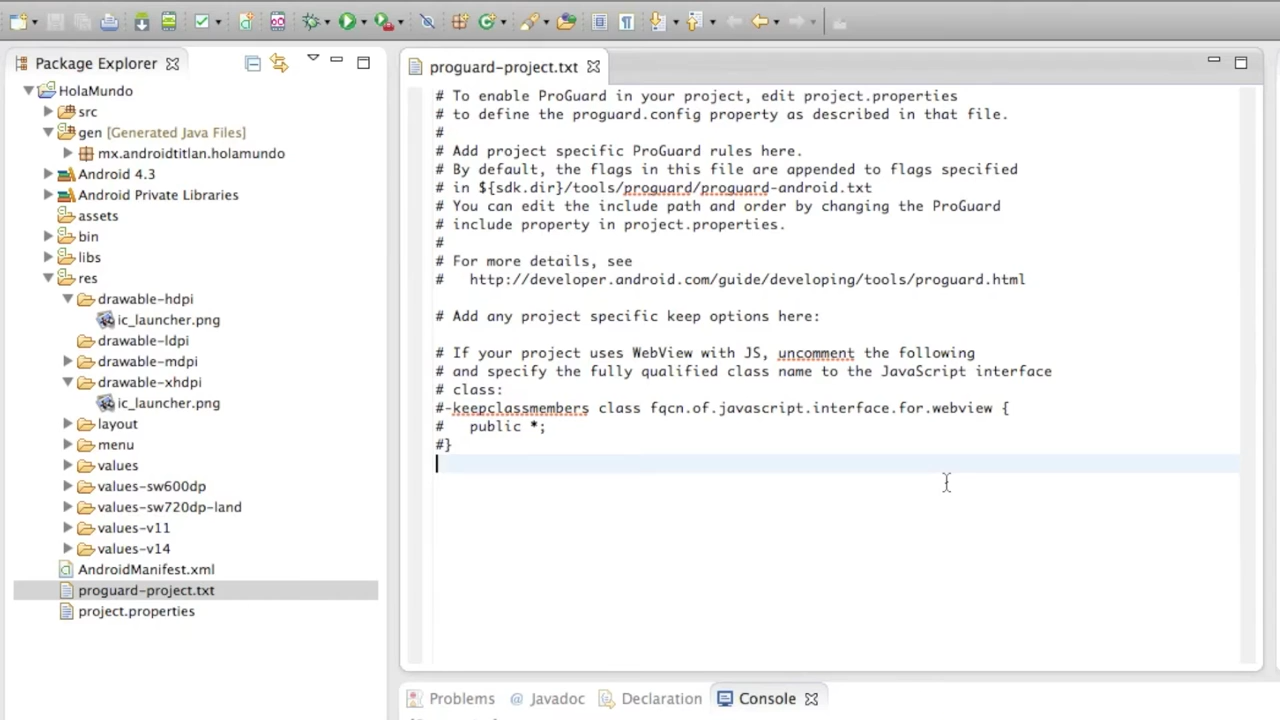 Package Explorer
HolaMundo
src
gen [Generated Java Files]
mx.androidtitlan.holamundo
Android 4.3
Android Private Libraries
assets
bin
libs
res
drawable-hdpi
ic_launcher.png
drawable-ldpi
drawable-mdpi
drawable-xhdpi
ic_launcher.png
layout
menu
values
values-sw600dp
values-sw720dp-land
values-v11
values-v14
AndroidManifest.xml
proguard-project.txt
project.properties
proguard-project.txt
# To enable ProGuard in your project, edit project.properties
# to define the proguard.config property as described in that file.
#
# Add project specific ProGuard rules here.
# By default, the flags in this file are appended to flags specified
# in ${sdk.dir}/tools/proguard/proguard-android.txt
# You can edit the include path and order by changing the ProGuard
# include property in project.properties.
#
# For more details, see
#   http://developer.android.com/guide/developing/tools/proguard.html
# Add any project specific keep options here:
# If your project uses WebView with JS, uncomment the following
# and specify the fully qualified class name to the JavaScript interface
# class:
#-keepclassmembers class fqcn.of.javascript.interface.for.webview {
#   public *;
#}
Problems
@ Javadoc
Declaration
Console